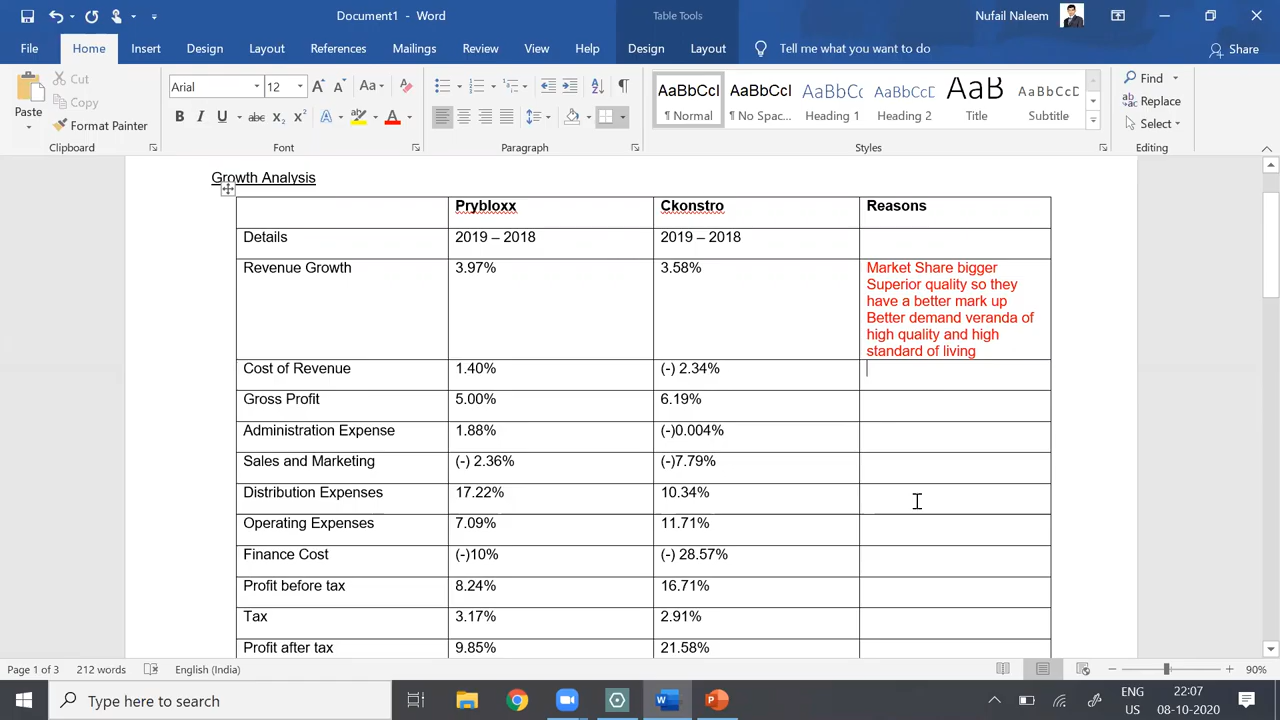 Document1 - Word
Table Tools
Nufail Naleem
File Home Insert Design Layout References Mailings Review View Help Design Layout Tell me what you want to do Share
Cut
Copy
Paste
Format Painter
Clipboard
Arial 12
Font
Paragraph
AaBbCcI AaBbCcI AaBbCc AaBbCcC AaB AaBbCcD
¶ Normal ¶ No Spac... Heading 1 Heading 2 Title Subtitle
Styles
Find
Replace
Select
Editing
Growth Analysis
Prybloxx Ckonstro Reasons
Details 2019 – 2018 2019 – 2018
Revenue Growth 3.97% 3.58% Market Share bigger
Superior quality so they
have a better mark up
Better demand veranda of
high quality and high
standard of living
Cost of Revenue 1.40% (-) 2.34%
Gross Profit 5.00% 6.19%
Administration Expense 1.88% (-)0.004%
Sales and Marketing (-) 2.36% (-)7.79%
Distribution Expenses 17.22% 10.34%
Operating Expenses 7.09% 11.71%
Finance Cost (-)10% (-) 28.57%
Profit before tax 8.24% 16.71%
Tax 3.17% 2.91%
Profit after tax 9.85% 21.58%
Page 1 of 3 212 words English (India) 90%
Type here to search
ENG
US
22:07
08-10-2020